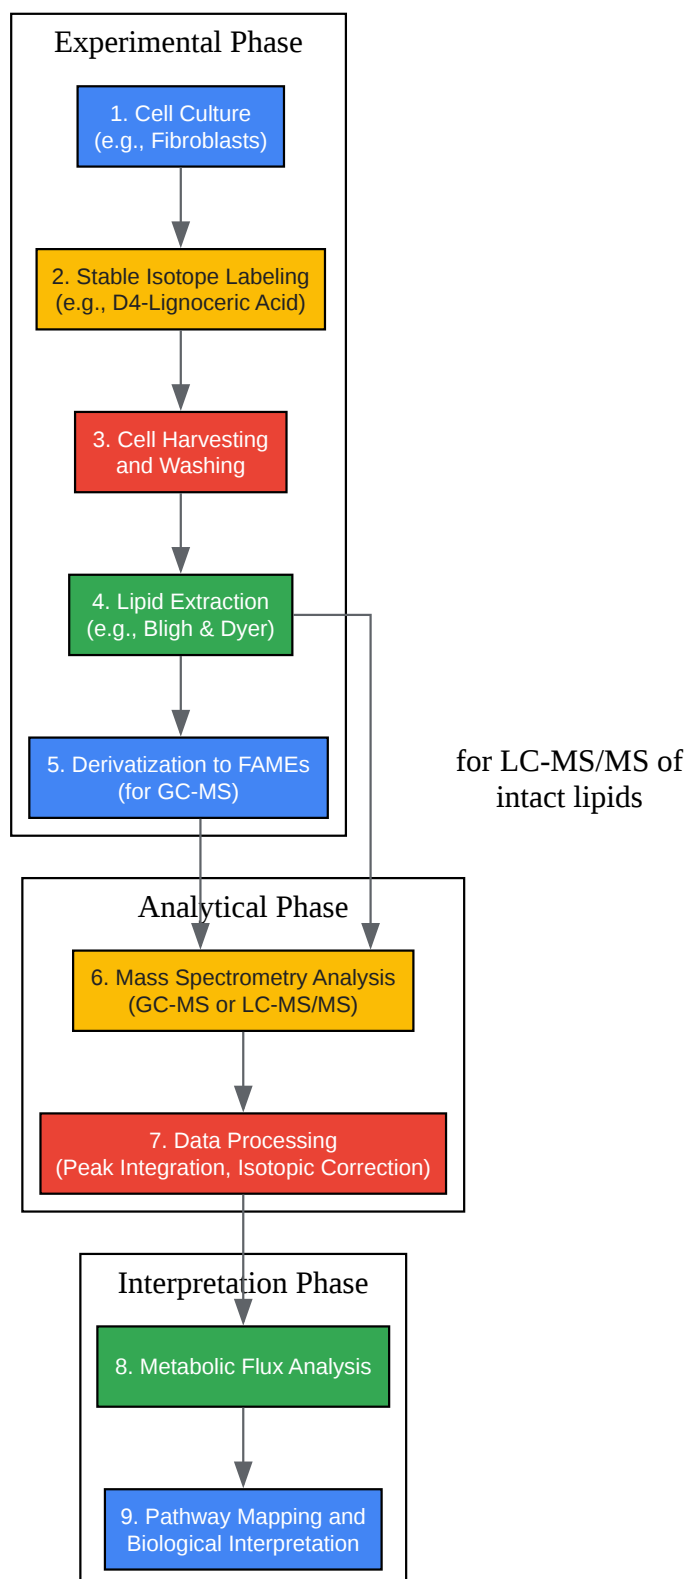 Experimental Phase
1. Cell Culture
(e.g., Fibroblasts)
2. Stable Isotope Labeling
(e.g., D4-Lignoceric Acid)
3. Cell Harvesting
and Washing
4. Lipid Extraction
(e.g., Bligh & Dyer)
5. Derivatization to FAMEs
(for GC-MS)
for LC-MS/MS of
intact lipids
Analytical Phase
6. Mass Spectrometry Analysis
(GC-MS or LC-MS/MS)
7. Data Processing
(Peak Integration, Isotopic Correction)
Interpretation Phase
8. Metabolic Flux Analysis
9. Pathway Mapping and
Biological Interpretation